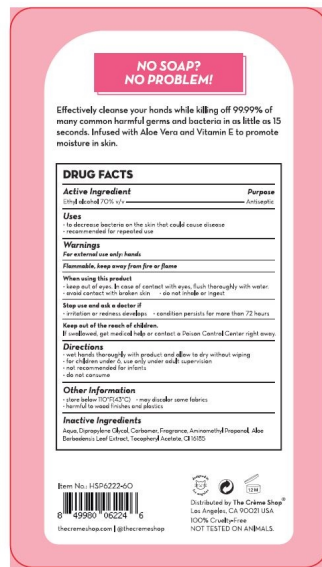 NO SOAP?
NO PROBLEM!
Effectively cleanse your hands while killing off 99.99% of
many common harmful germs and bacteria in as little as 15
seconds. Infused with Aloe Vera and Vitamin E to promote
moisture in skin.
DRUG FACTS
Active Ingredient Purpose
Ethyl alcohol 70% v/v Antiseptic
Uses
- to decrease bacteria on the skin that could cause disease
- recommended for repeated use
Warnings
For external use only: hands
Flammable, keep away from fire or flame
When using this product
- keep out of eyes. In case of contact with eyes, flush thoroughly with water.
- avoid contact with broken skin - do not inhale or ingest
Stop use and ask a doctor if
- irritation or redness develops - condition persists for more than 72 hours
Keep out of the reach of children.
If swallowed, get medical help or contact a Poison Control Center right away.
Directions
- wet hands thoroughly with product and allow to dry without wiping
- for children under 6, use only under adult supervision
- not recommended for infants
- do not consume
Other Information
- store below 110°F(43°C) - may discolor some fabrics
- harmful to wood finishes and plastics
Inactive Ingredients
Aqua, Dipropylene Glycol, Carbomer, Fragrance, Aminomethyl Propanol, Aloe
Barbadensis Leaf Extract, Tocopheryl Acetate, CI 16185
Item No.: HSP6222-60
8 49980 06224 6
thecremeshop.com | @thecremeshop
12M
Distributed by The Crème Shop®
Los Angeles, CA 90021 USA
100% Cruelty-Free
NOT TESTED ON ANIMALS.